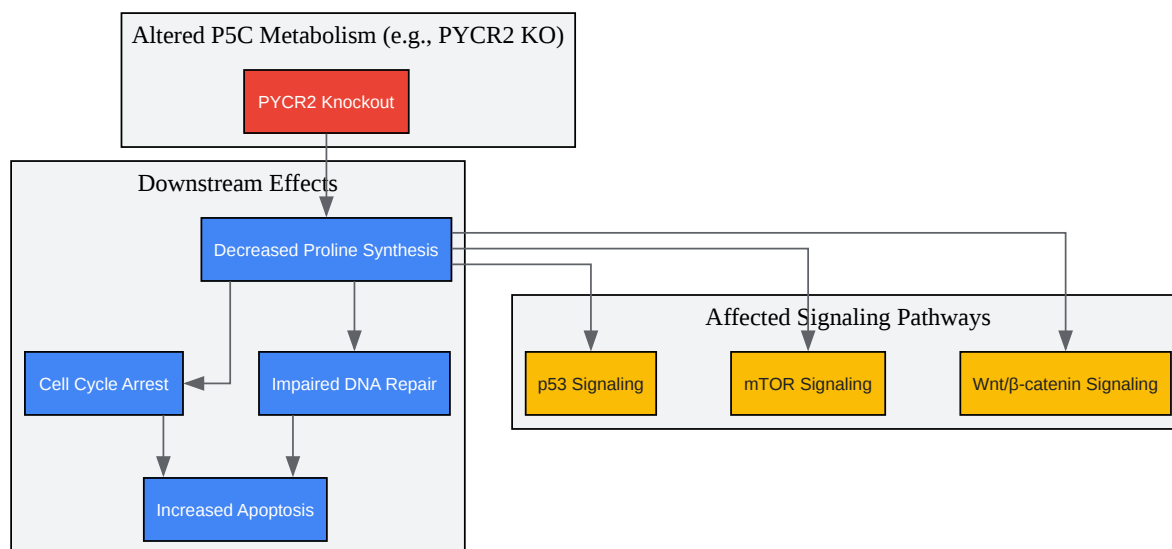 Altered P5C Metabolism (e.g., PYCR2 KO)
PYCR2 Knockout
Downstream Effects
Decreased Proline Synthesis
Affected Signaling Pathways
Cell Cycle Arrest
Impaired DNA Repair
p53 Signaling
mTOR Signaling
Wnt/β-catenin Signaling
Increased Apoptosis